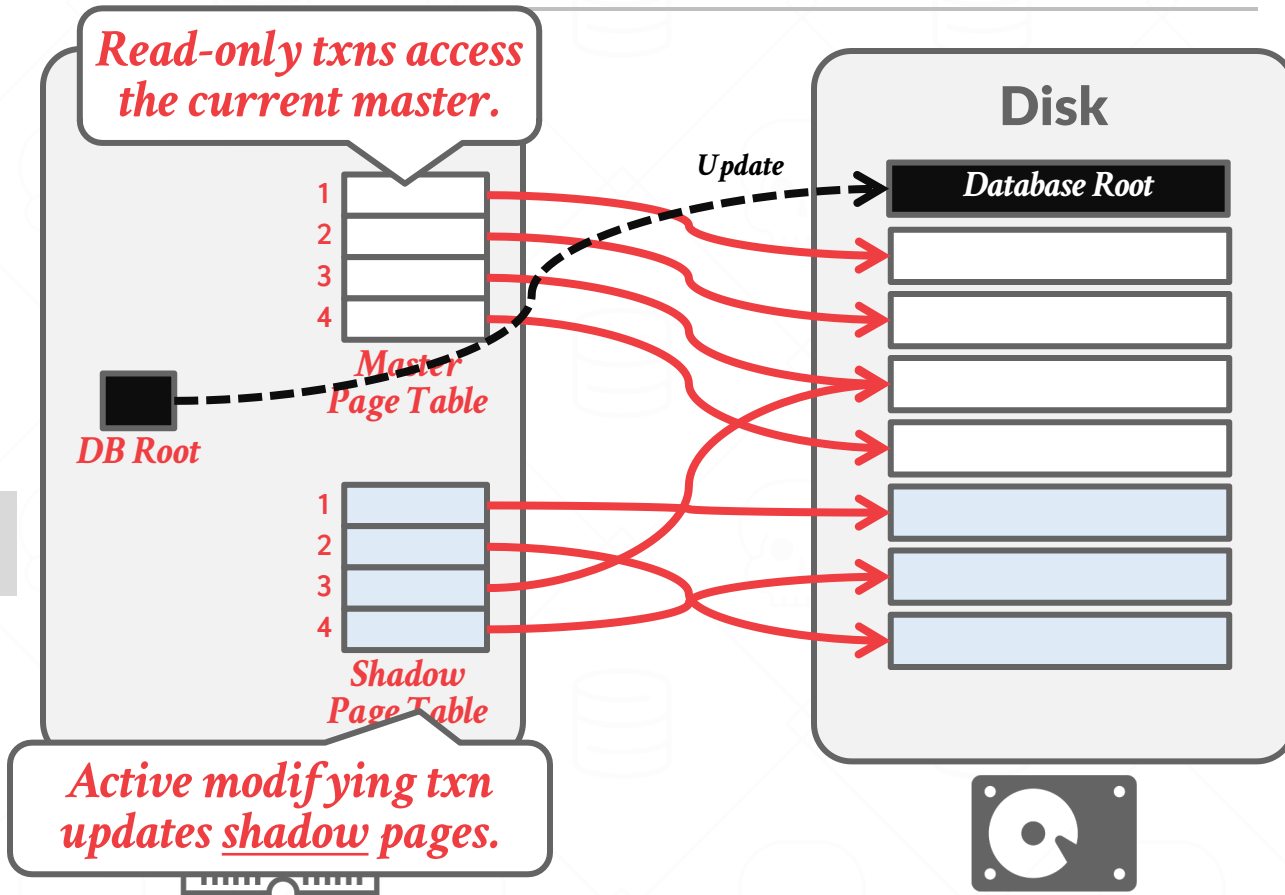 Read-only txns access
the current master.
1
2
3
4
Master
Page Table
DB Root
1
2
3
4
Shadow
Page Table
Active modifying txn
updates shadow pages.
Update
Disk
Database Root